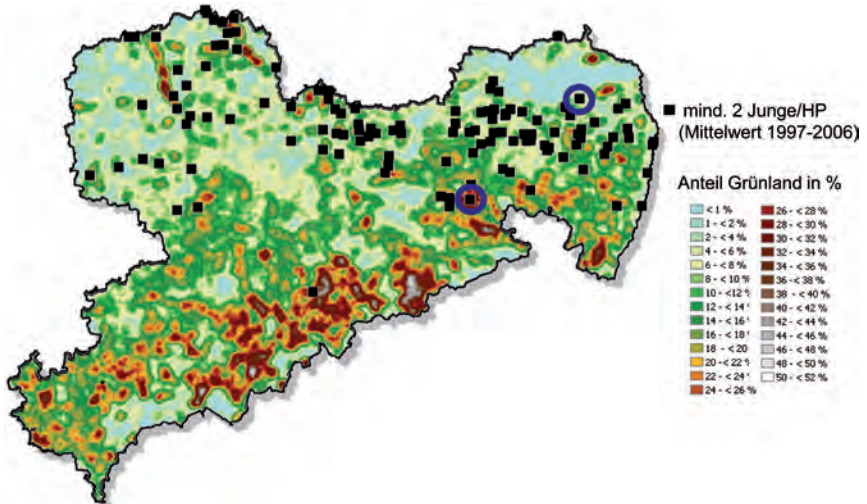 mind. 2 Junge/HP
(Mittelwert 1997-2006)
Anteil Grünland in %
< 1 %
1 - < 2 %
2 - < 4 %
4 - < 6 %
6 - < 8 %
8 - < 10 %
10 - < 12 %
12 - < 14 '
14 - < 16 '
16 - < 18 '
18 - < 20
20 - < 22 %
22 - < 24 '
24 - < 26 %
26 - < 28 %
28 - < 30 %
30 - < 32 %
32 - < 34 %
34 - < 36 %
36 - < 38 %
38 - < 40 %
40 - < 42 %
42 - < 44 %
44 - < 46 %
46 - < 48 %
48 - < 50 %
50 - < 52 %